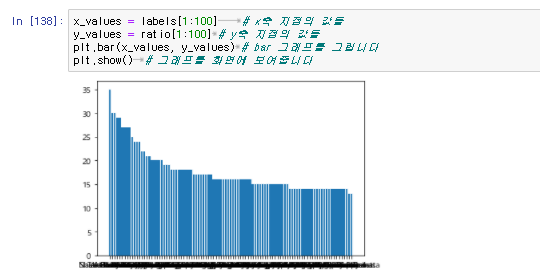 In [138]:
x_values = labels[1:100] # x축 지점의 값들
y_values = ratio[1:100] # y축 지점의 값들
plt.bar(x_values, y_values) # bar 그래프를 그립니다
plt.show() # 그래프를 화면에 보여줍니다
35
30
25
20
15
10
5
0